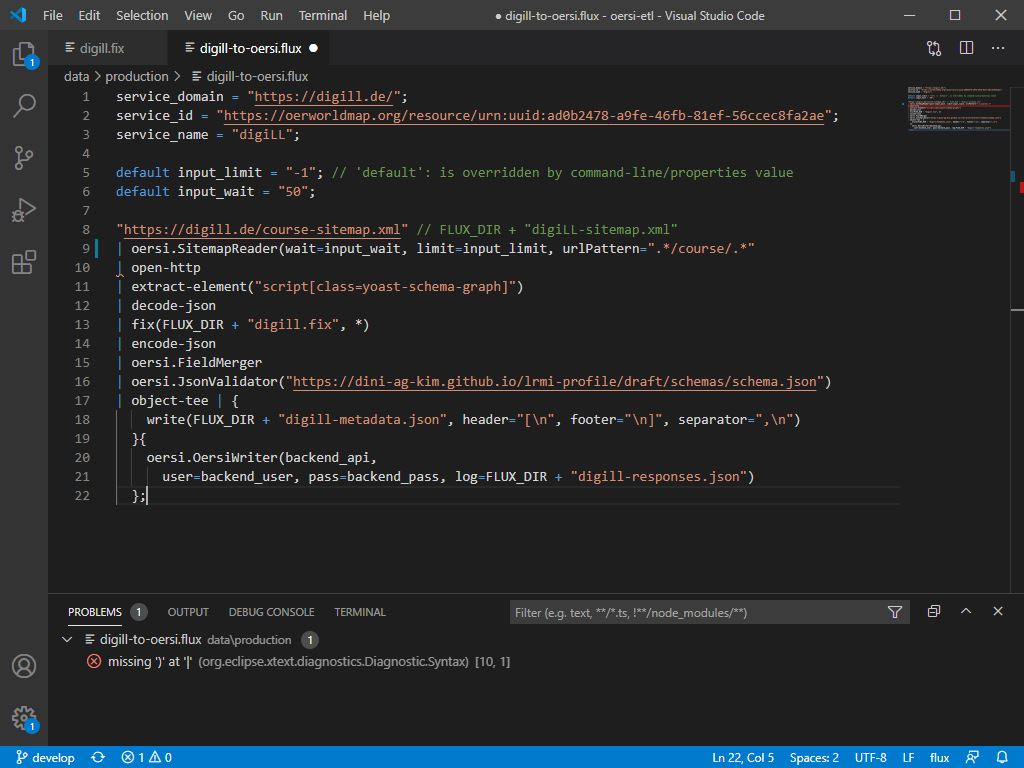 File Edit Selection View Go Run Terminal Help ● digill-to-oersi.flux - oersi-etl - Visual Studio Code
digill.fix digill-to-oersi.flux ●
data > production > digill-to-oersi.flux
1 service_domain = "https://digill.de/";
2 service_id = "https://oerworldmap.org/resource/urn:uuid:ad0b2478-a9fe-46fb-81ef-56ccec8fa2ae";
3 service_name = "digiLL";
4
5 default input_limit = "-1"; // 'default': is overridden by command-line/properties value
6 default input_wait = "50";
7
8 "https://digill.de/course-sitemap.xml" // FLUX_DIR + "digiLL-sitemap.xml"
9 | oersi.SitemapReader(wait=input_wait, limit=input_limit, urlPattern=".*/course/.*"
10 | open-http
11 | extract-element("script[class=yoast-schema-graph]")
12 | decode-json
13 | fix(FLUX_DIR + "digill.fix", *)
14 | encode-json
15 | oersi.FieldMerger
16 | oersi.JsonValidator("https://dini-ag-kim.github.io/lrmi-profile/draft/schemas/schema.json")
17 | object-tee | {
18 write(FLUX_DIR + "digill-metadata.json", header="[\n", footer="\n]", separator=",\n")
19 }{
20 oersi.OersiWriter(backend_api,
21 user=backend_user, pass=backend_pass, log=FLUX_DIR + "digill-responses.json")
22 };
1
PROBLEMS 1 OUTPUT DEBUG CONSOLE TERMINAL Filter (e.g. text, **/*.ts, !**/node_modules/**)
digill-to-oersi.flux data\production 1
missing ')' at '|' (org.eclipse.xtext.diagnostics.Diagnostic.Syntax) [10, 1]
1
develop 1 0 Ln 22, Col 5 Spaces: 2 UTF-8 LF flux